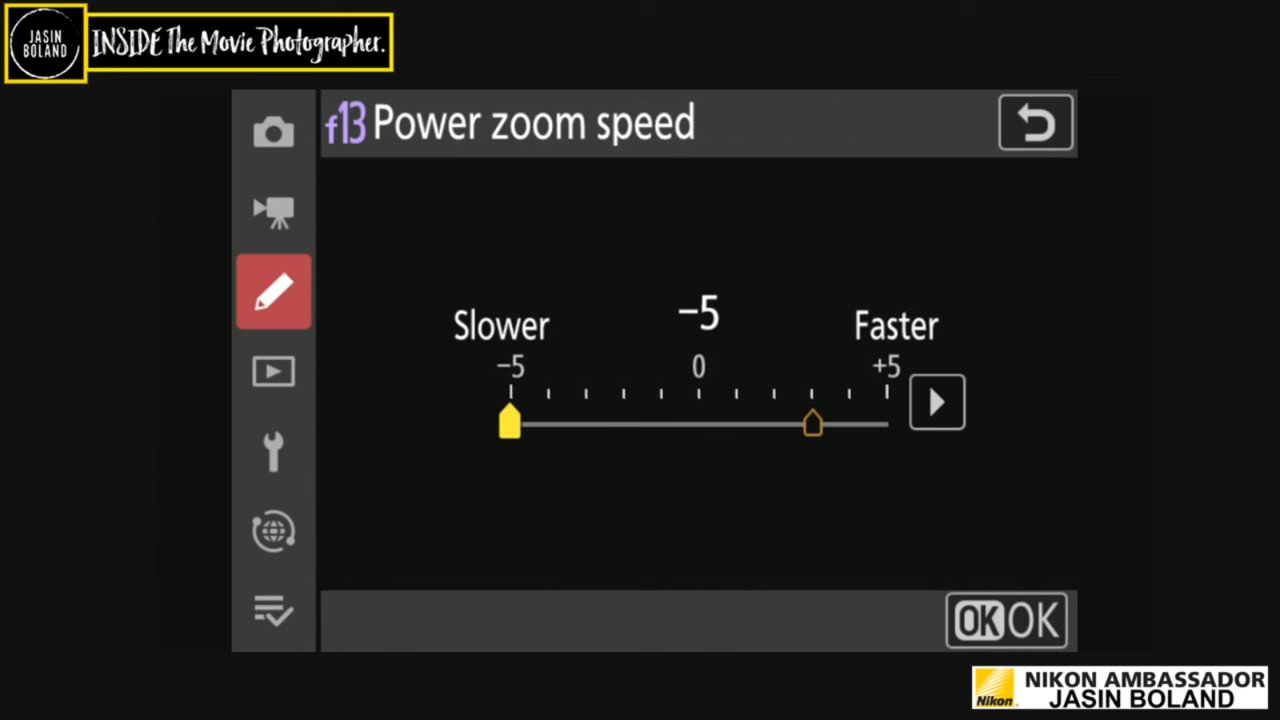 JASIN
BOLAND
INSIDE The Movie Photographer.
f13 Power zoom speed
−5
Slower
Faster
−5 0 +5
OK OK
Nikon
NIKON AMBASSADOR
JASIN BOLAND